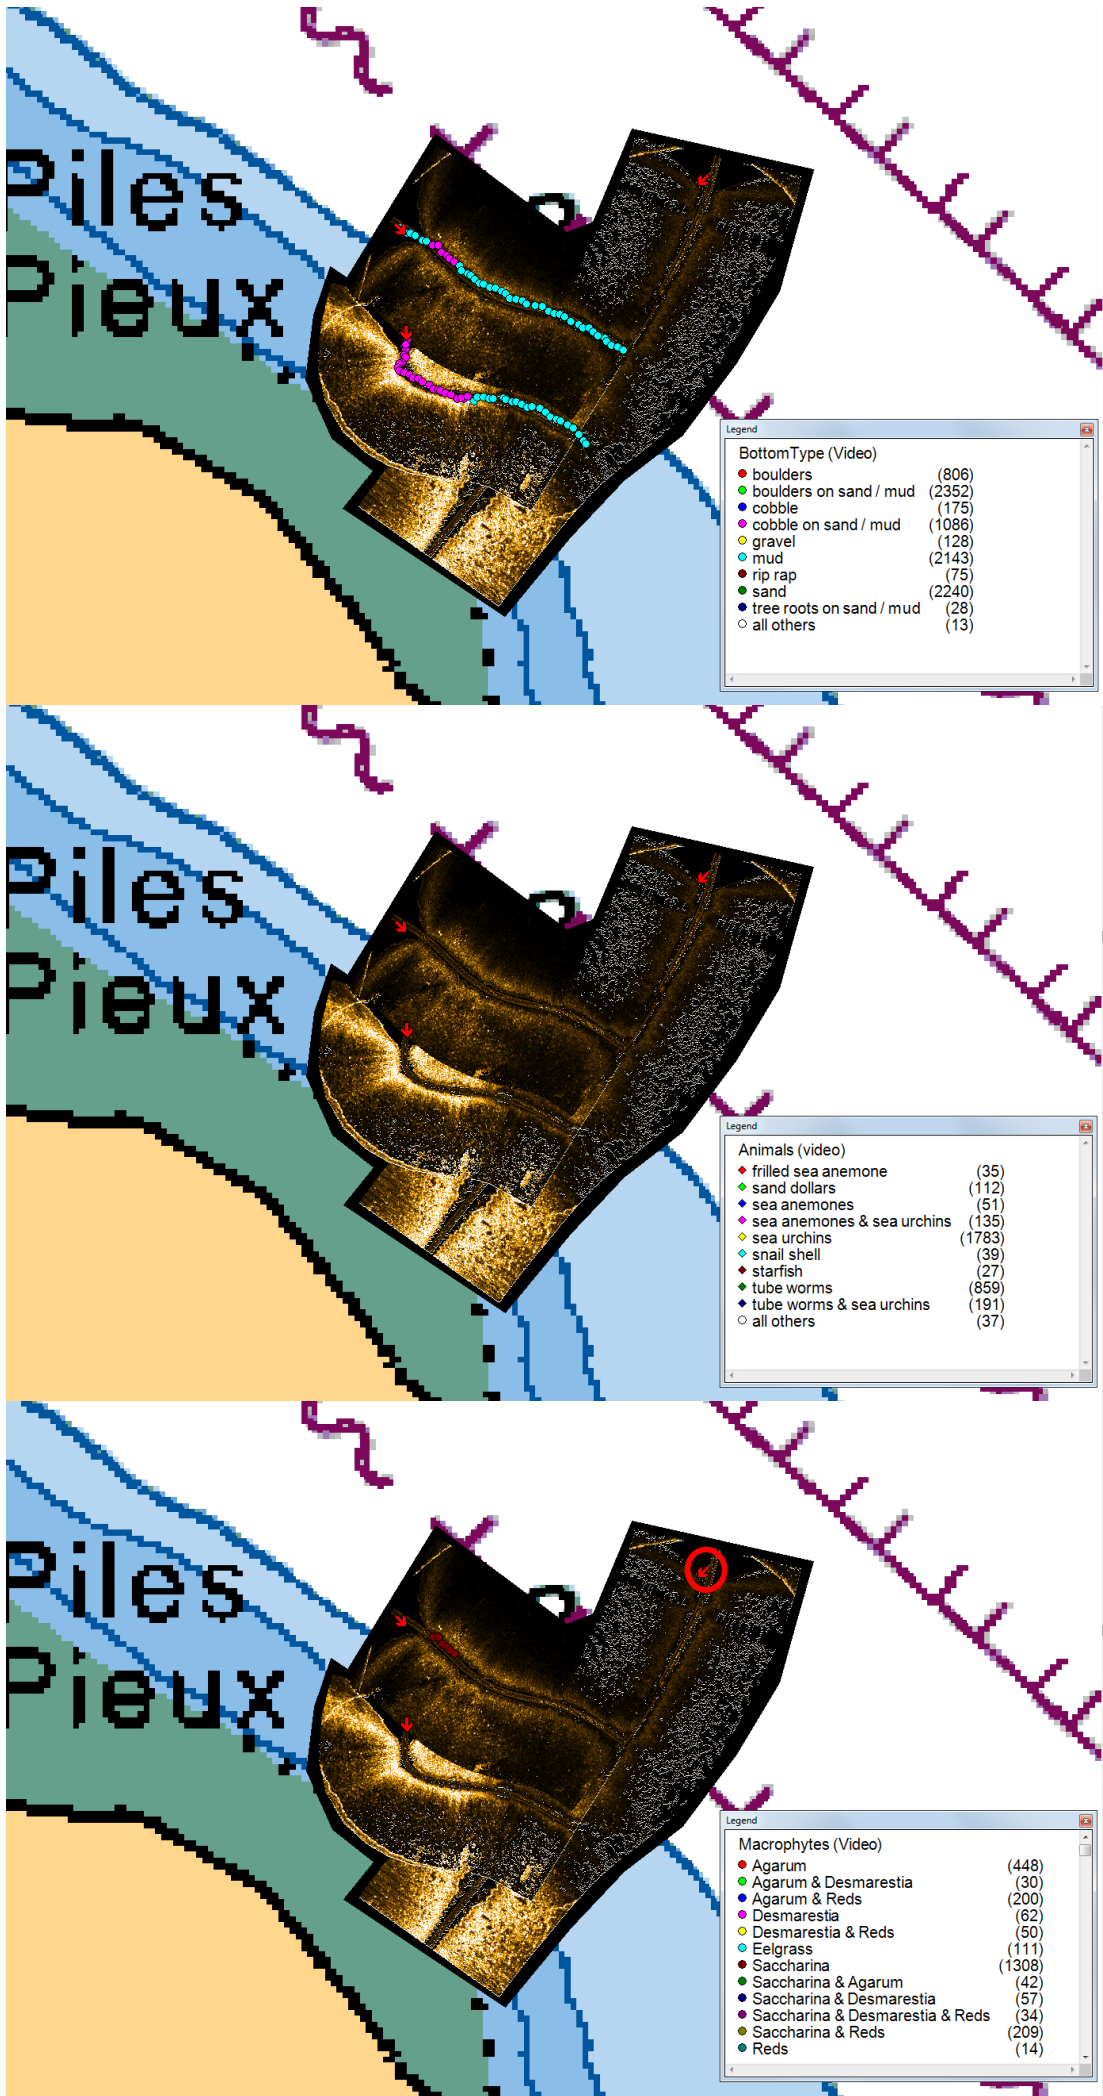 Piles
Pieux
Legend
BottomType (Video)
boulders (806)
boulders on sand / mud (2352)
cobble (175)
cobble on sand / mud (1086)
gravel (128)
mud (2143)
rip rap (75)
sand (2240)
tree roots on sand / mud (28)
all others (13)
Piles
Pieux
Legend
Animals (video)
frilled sea anemone (35)
sand dollars (112)
sea anemones (51)
sea anemones & sea urchins (135)
sea urchins (1783)
snail shell (39)
starfish (27)
tube worms (859)
tube worms & sea urchins (191)
all others (37)
Piles
Pieux
Legend
Macrophytes (Video)
Agarum (448)
Agarum & Desmarestia (30)
Agarum & Reds (200)
Desmarestia (62)
Desmarestia & Reds (50)
Eelgrass (111)
Saccharina (1308)
Saccharina & Agarum (42)
Saccharina & Desmarestia (57)
Saccharina & Desmarestia & Reds (34)
Saccharina & Reds (209)
Reds (14)